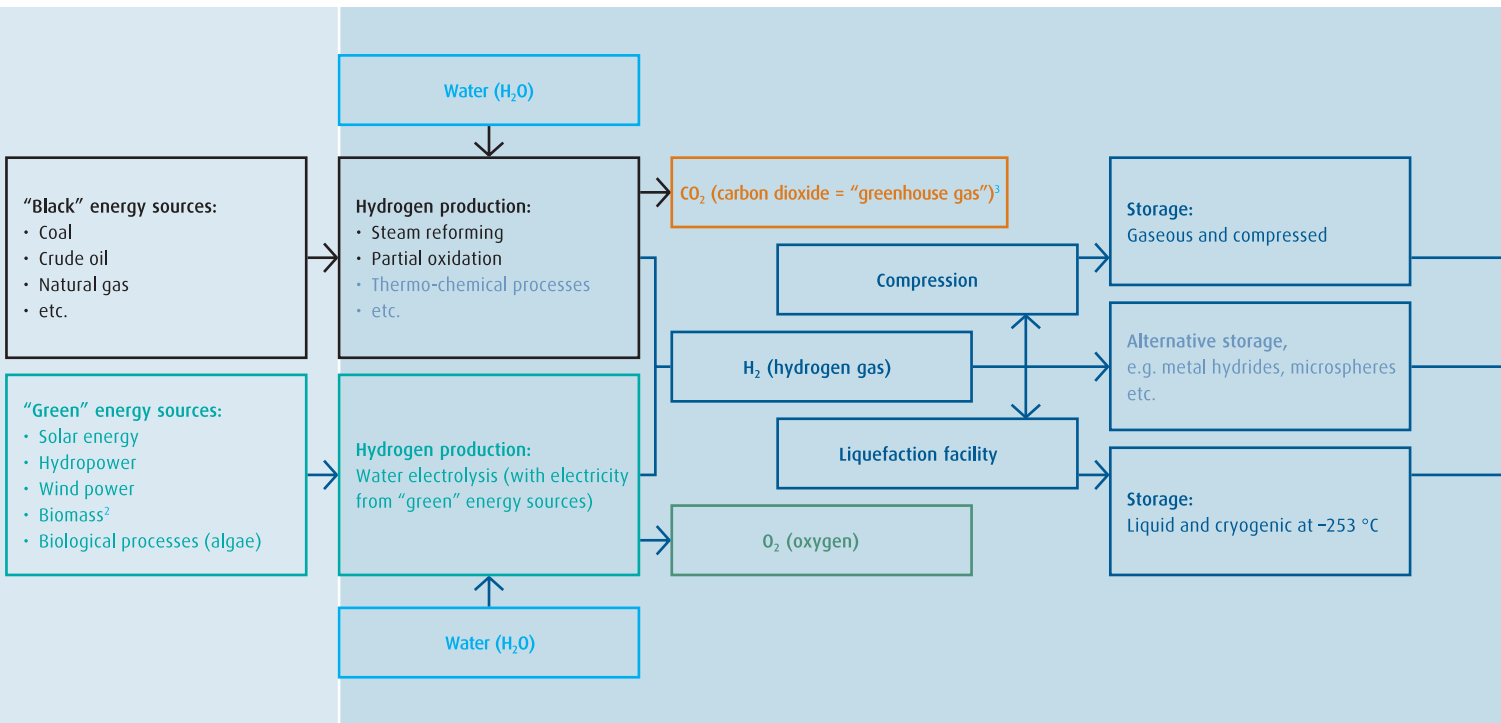 Water (H₂O)
“Black” energy sources:
· Coal
· Crude oil
· Natural gas
· etc.
Hydrogen production:
· Steam reforming
· Partial oxidation
· Thermo-chemical processes
· etc.
CO₂ (carbon dioxide = “greenhouse gas”)³
Compression
Storage:
Gaseous and compressed
H₂ (hydrogen gas)
Alternative storage,
e.g. metal hydrides, microspheres
etc.
“Green” energy sources:
· Solar energy
· Hydropower
· Wind power
· Biomass²
· Biological processes (algae)
Hydrogen production:
Water electrolysis (with electricity
from “green” energy sources)
Liquefaction facility
O₂ (oxygen)
Storage:
Liquid and cryogenic at –253 °C
Water (H₂O)